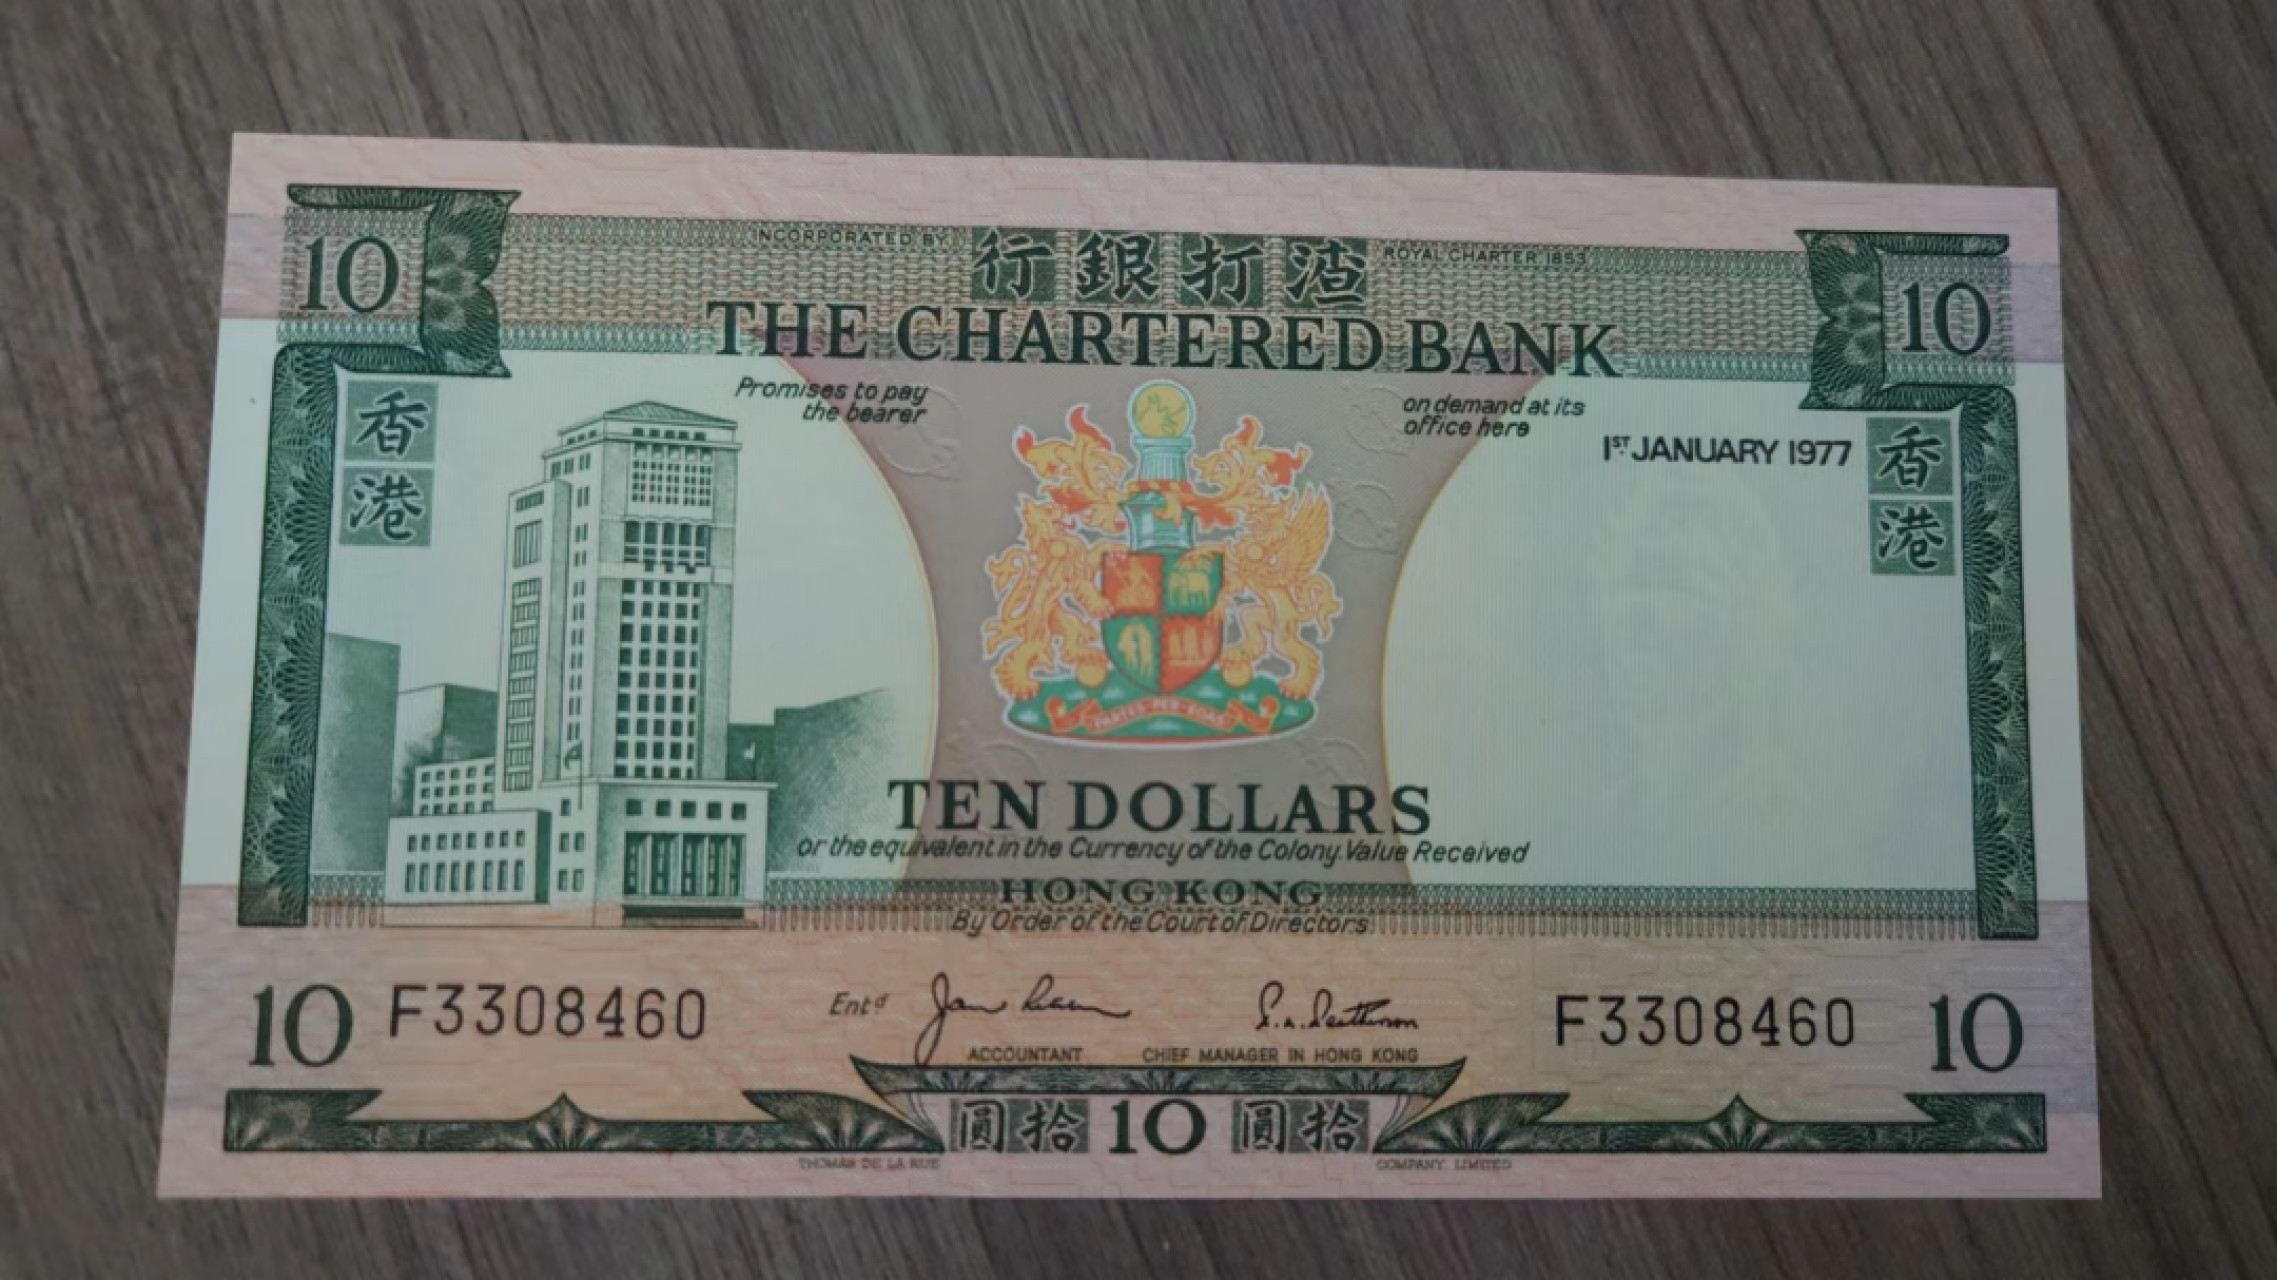 10
10
INCORPORATED BY 行銀打渣 ROYAL CHARTER 1853
THE CHARTERED BANK
Promises to pay
the bearer
on demand at its
office here
1ST JANUARY 1977
香
港
香
港
PER
TEN DOLLARS
or the equivalent in the Currency of the Colony. Value Received
HONG KONG
By Order of the Court of Directors
10 F3308460
Entd
F3308460 10
ACCOUNTANT
CHIEF MANAGER IN HONG KONG
圓拾 10 圓拾
THOMAS DE LA RUE
COMPANY, LIMITED